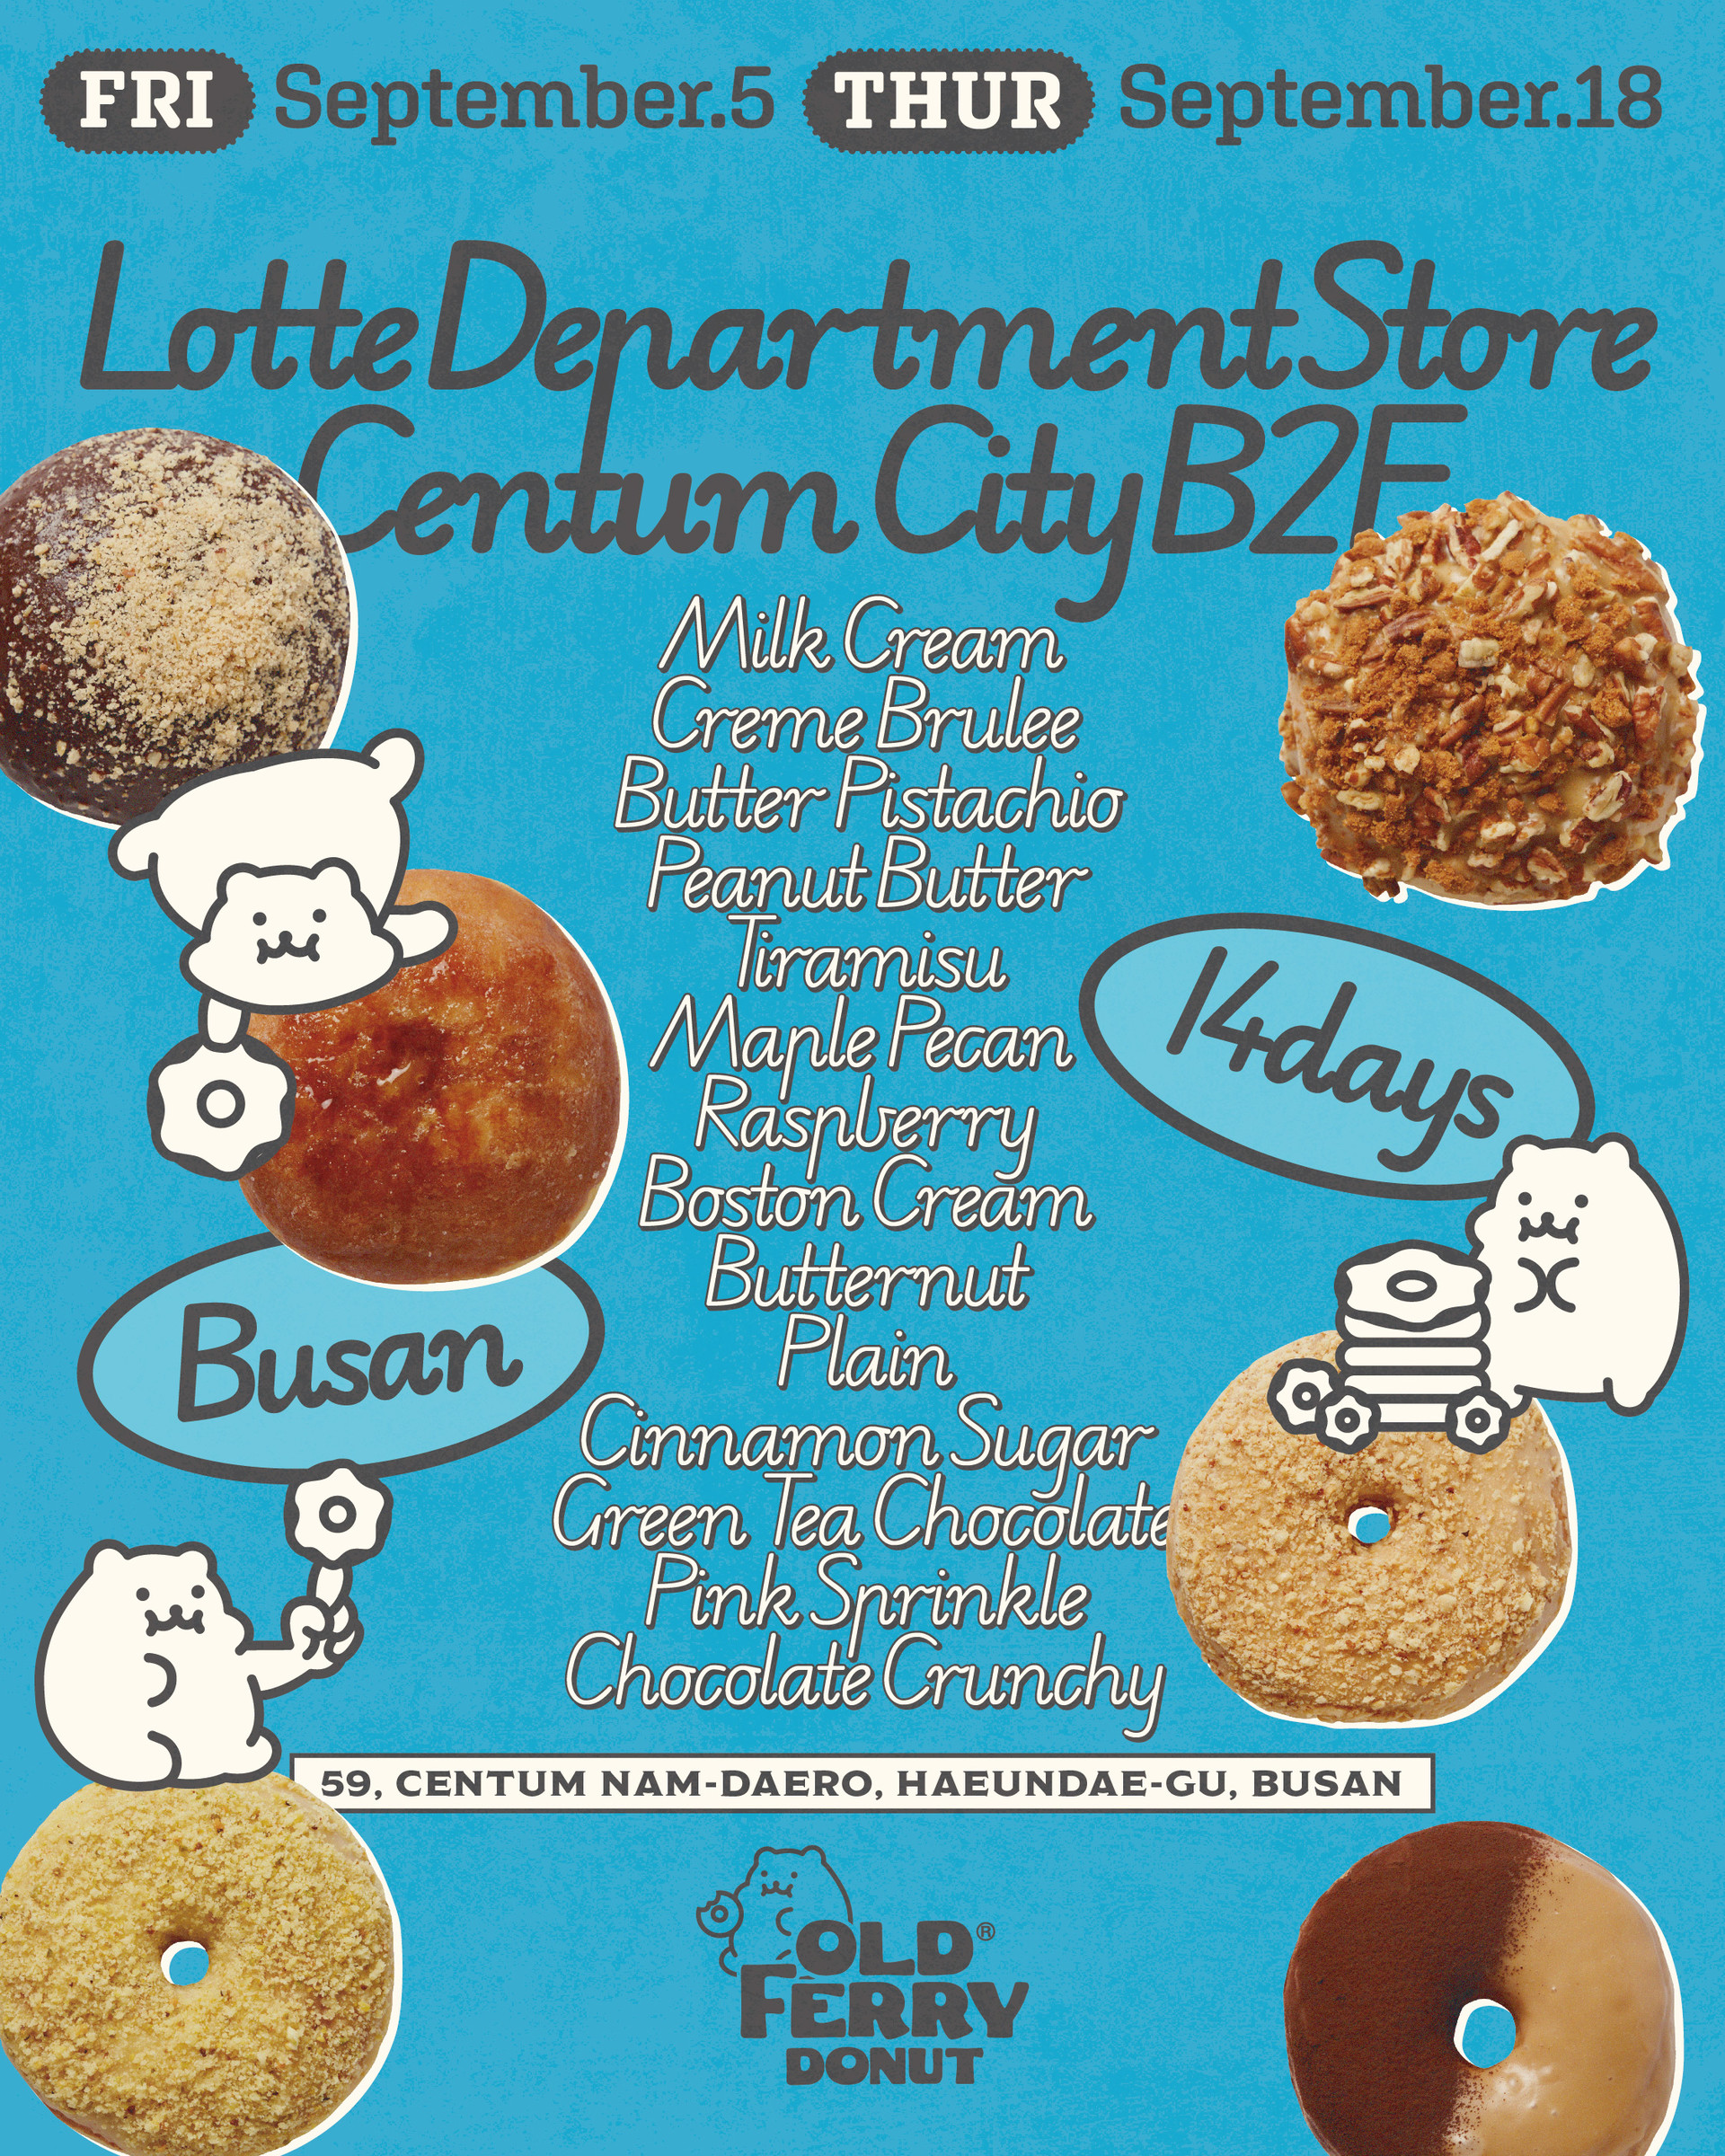 FRI September.5 THUR September.18
Lotte Department Store
Centum City B2F
Milk Cream
Creme Brulee
Butter Pistachio
Peanut Butter
Tiramisu
Maple Pecan
Raspberry
Boston Cream
Butternut
Plain
Cinnamon Sugar
Green Tea Chocolate
Pink Sprinkle
Chocolate Crunchy
14days
Busan
59, CENTUM NAM-DAERO, HAEUNDAE-GU, BUSAN
OLD®
FERRY
DONUT